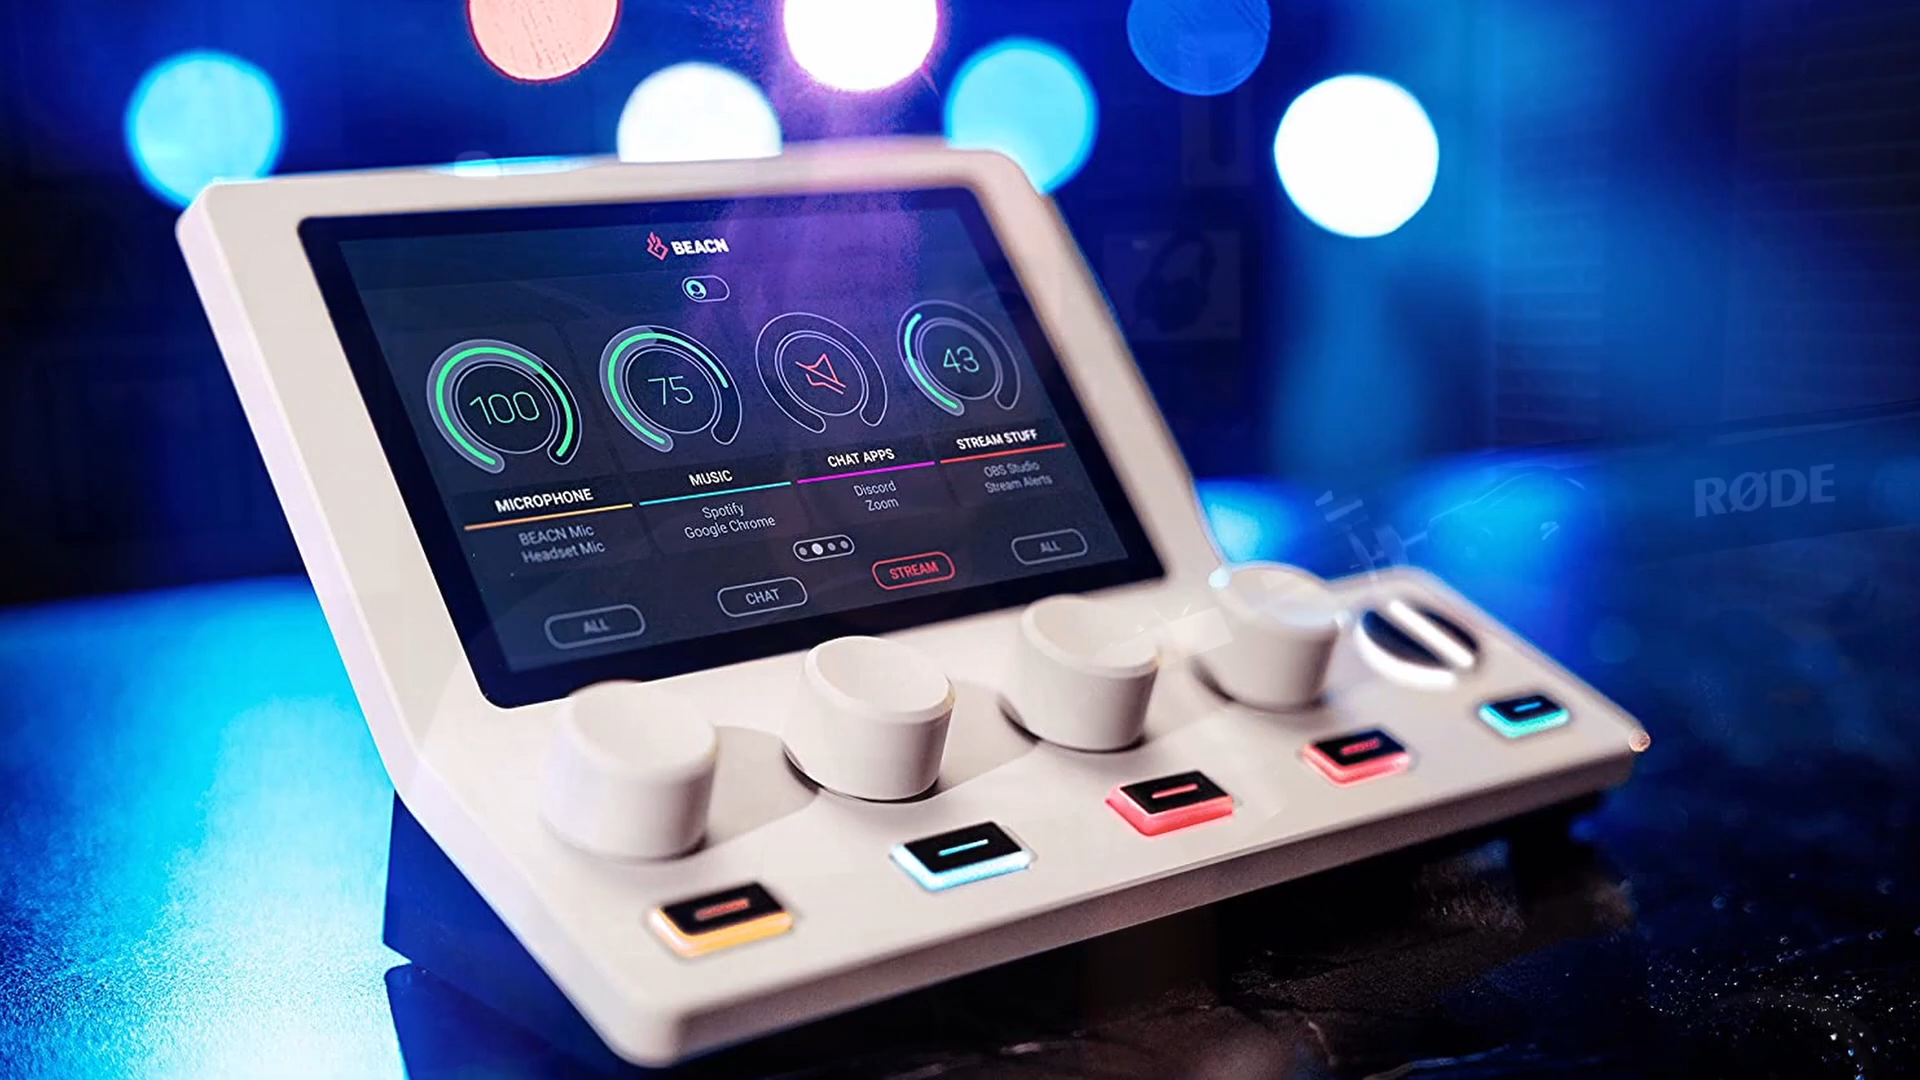 BEACN
100
75
43
MICROPHONE
BEACN Mic
Headset Mic
MUSIC
Spotify
Google Chrome
CHAT APPS
Discord
Zoom
STREAM STUFF
OBS Studio
Stream Alerts
ALL
CHAT
STREAM
ALL
RØDE